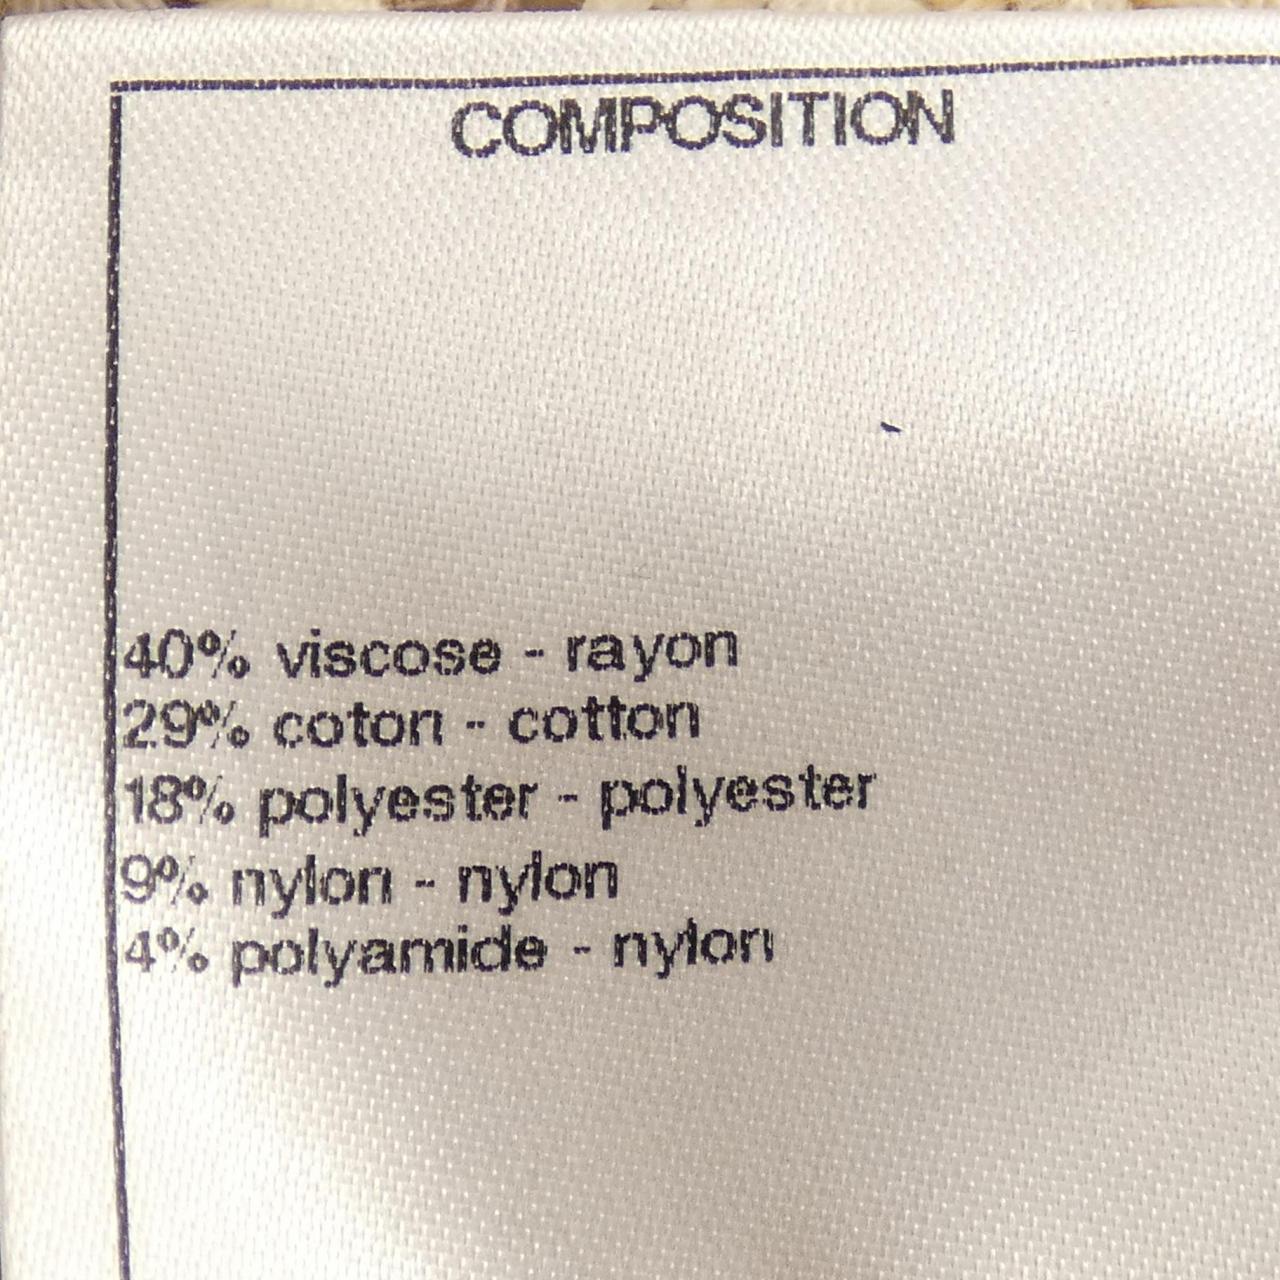 COMPOSITION
40% viscose - rayon
29% coton - cotton
18% polyester - polyester
9% nylon - nylon
4% polyamide - nylon